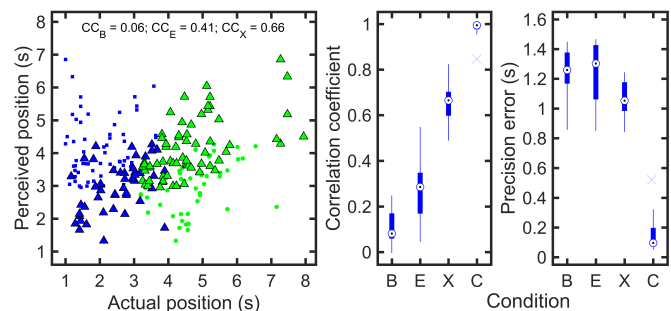 CC_B = 0.06; CC_E = 0.41; CC_X = 0.66
Perceived position (s)
8
7
6
5
4
3
2
1
1 2 3 4 5 6 7 8
Actual position (s)
Correlation coefficient
1
0.8
0.6
0.4
0.2
0
B E X C
Precision error (s)
1.6
1.4
1.2
1
0.8
0.6
0.4
0.2
0
B E X C
Condition